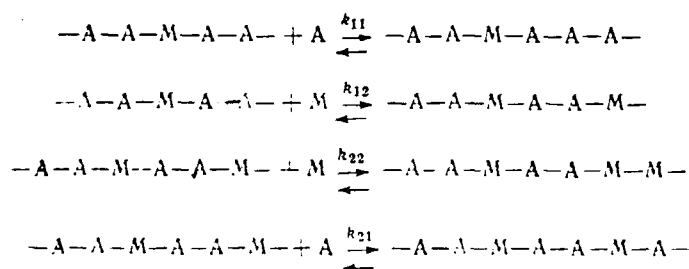 —A—A—M—A—A— + A k11 ⇌ —A—A—M—A—A—A—
—A—A—M—A—A— + M k12 ⇌ —A—A—M—A—A—M—
—A—A—M—A—A—M— + M k22 ⇌ —A—A—M—A—A—M—M—
—A—A—M—A—A—M— + A k21 ⇌ —A—A—M—A—A—M—A—